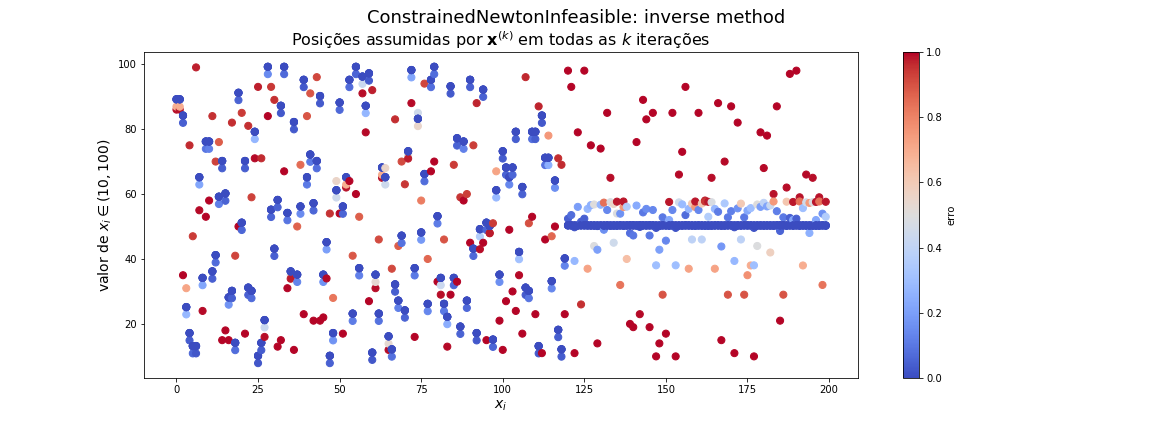 ConstrainedNewtonInfeasible: inverse method
Posições assumidas por x^(k) em todas as k iterações
valor de x_i ∈ (10, 100)
100
80
60
40
20
0 25 50 75 100 125 150 175 200
x_i
1.0
0.8
0.6
0.4
0.2
0.0
erro